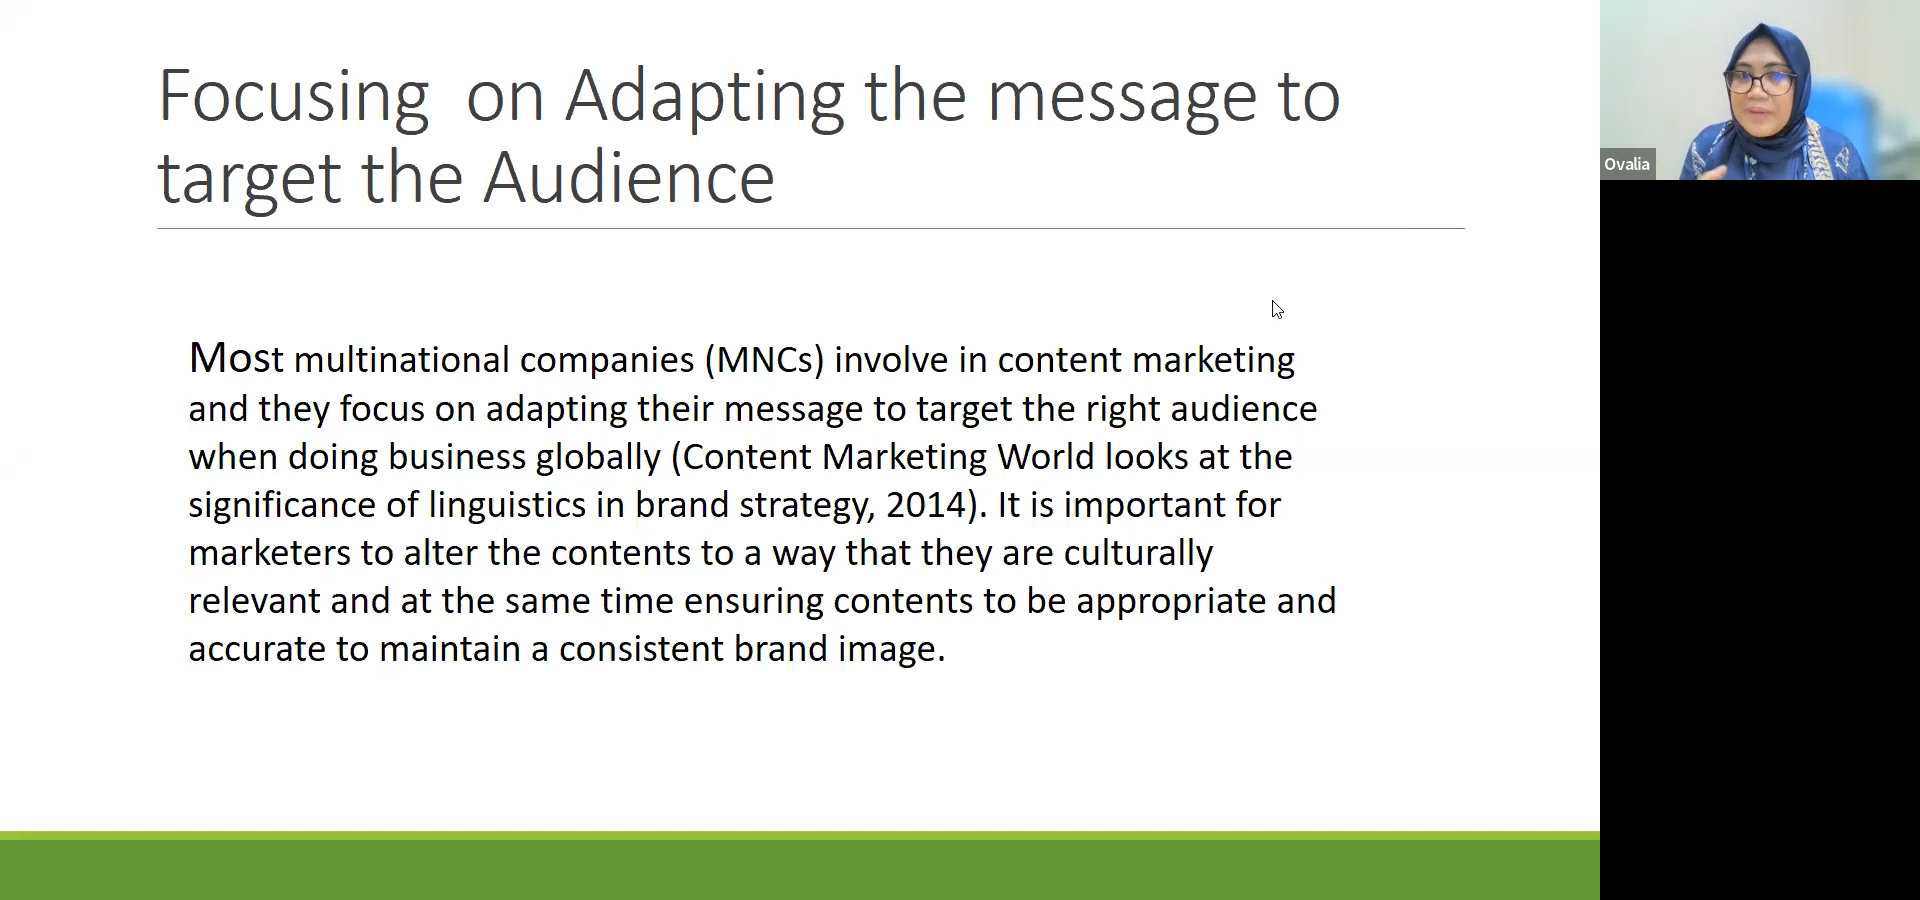 Focusing  on Adapting the message to
target the Audience
Most multinational companies (MNCs) involve in content marketing
and they focus on adapting their message to target the right audience
when doing business globally (Content Marketing World looks at the
significance of linguistics in brand strategy, 2014). It is important for
marketers to alter the contents to a way that they are culturally
relevant and at the same time ensuring contents to be appropriate and
accurate to maintain a consistent brand image.
Ovalia